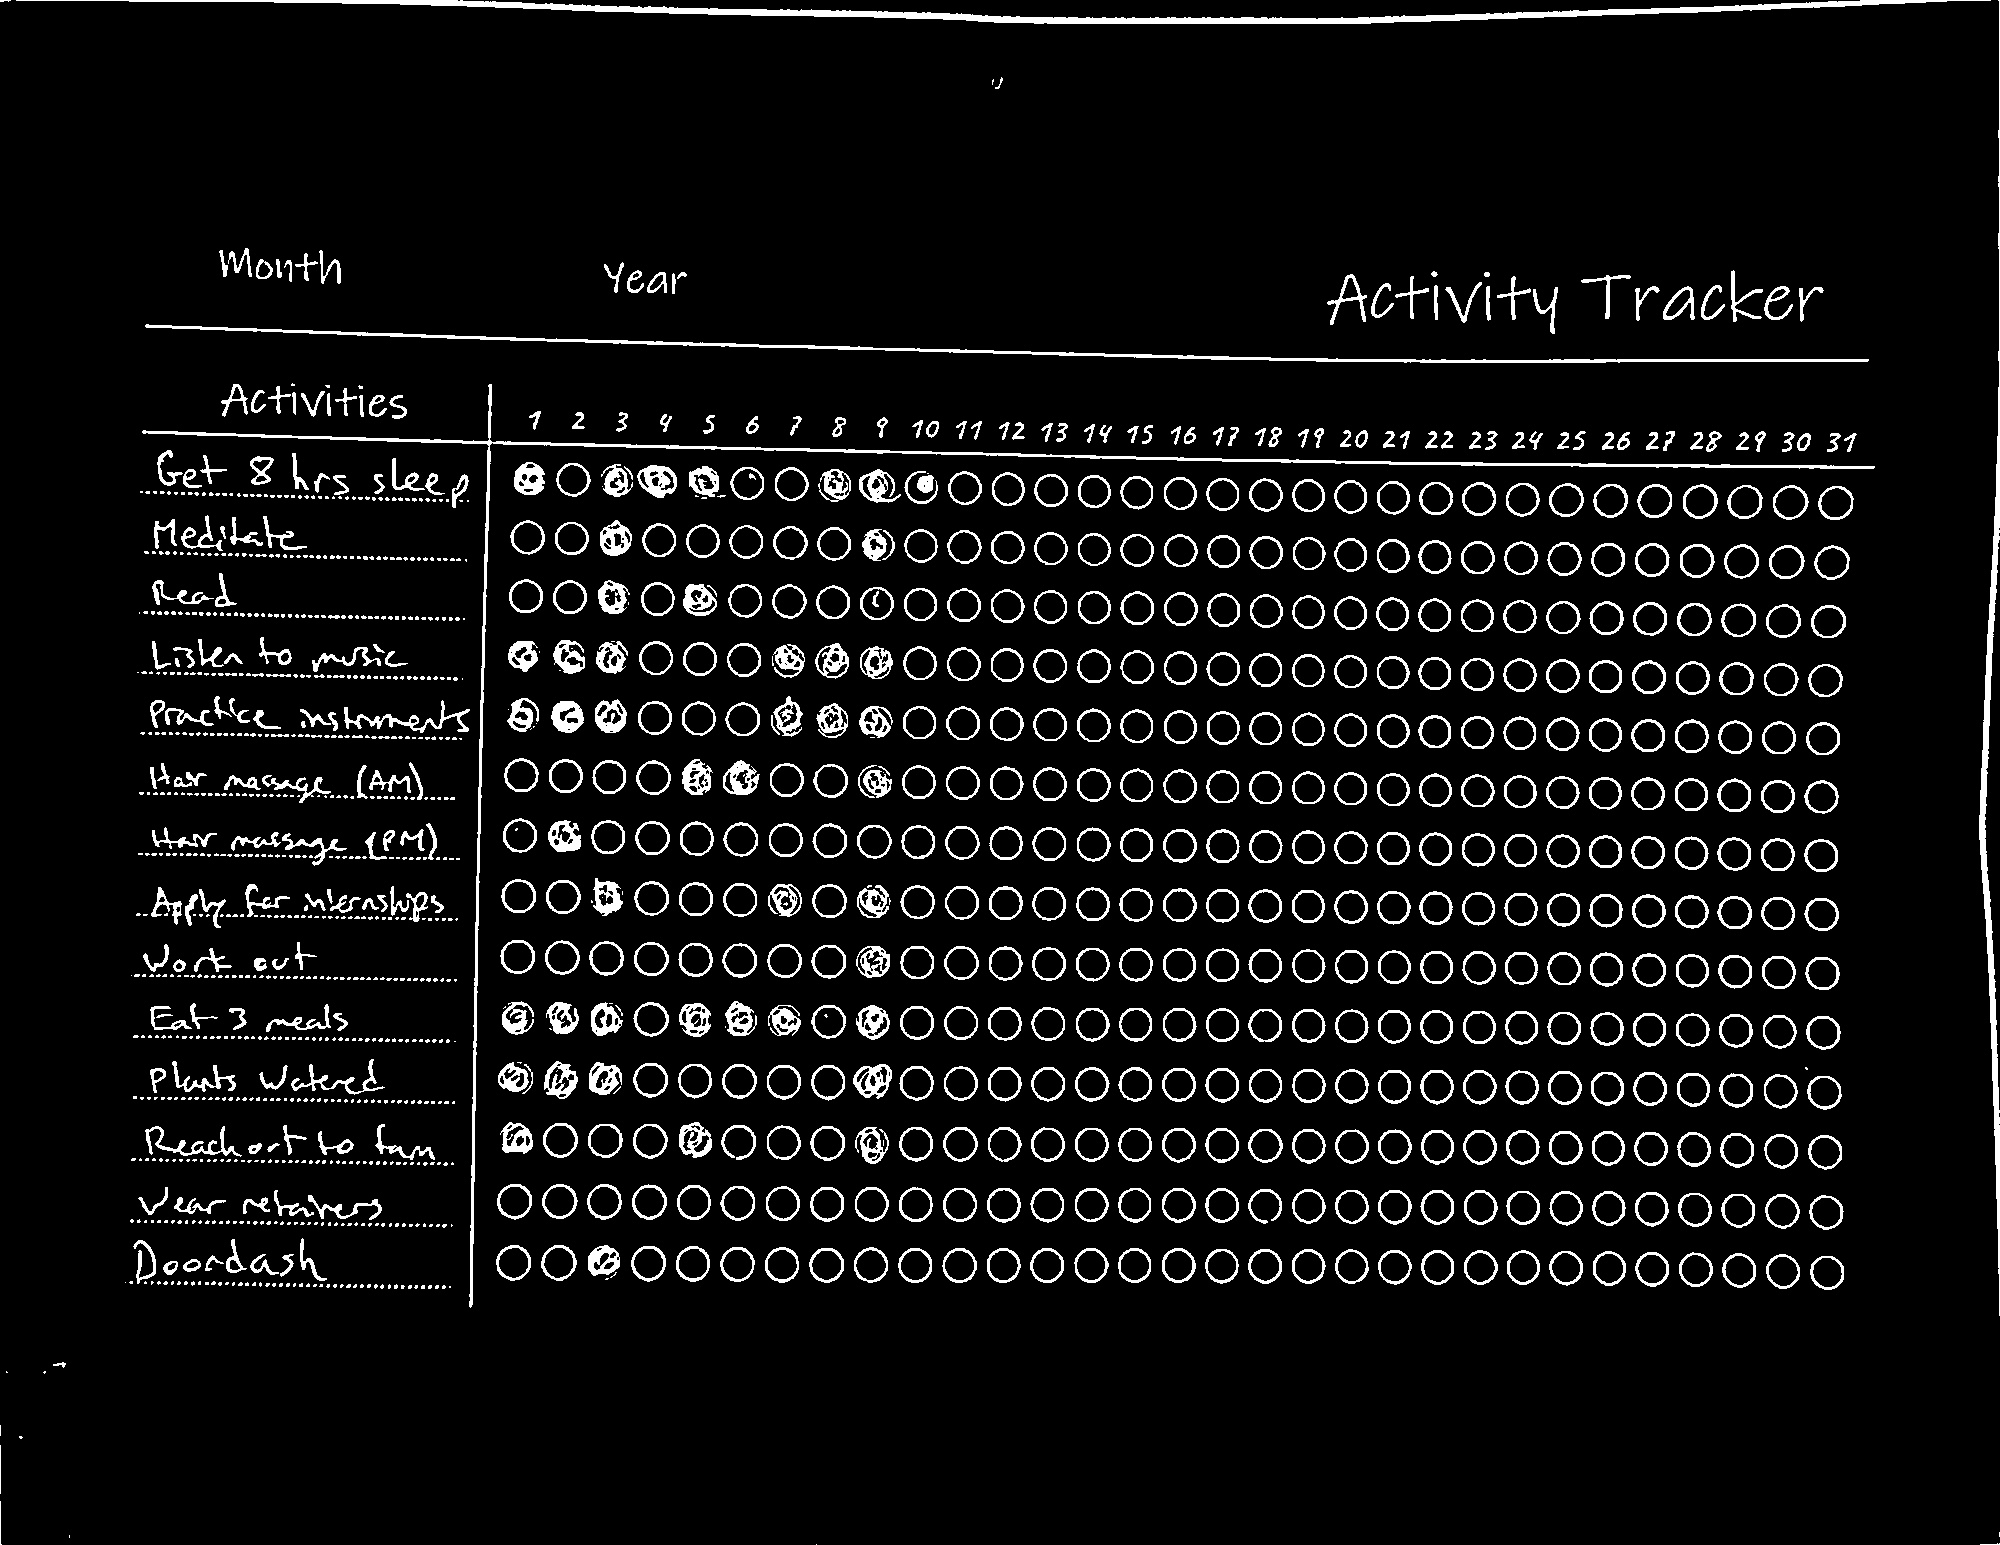 Month Year Activity Tracker
Activities 1 2 3 4 5 6 7 8 9 10 11 12 13 14 15 16 17 18 19 20 21 22 23 24 25 26 27 28 29 30 31
Get 8 hrs sleep
Meditate
Read
Listen to music
Practice instruments
Hair massage (AM)
Hair massage (PM)
Apply for internships
Work out
Eat 3 meals
Plants Watered
Reach out to fam
Wear retainers
Doordash